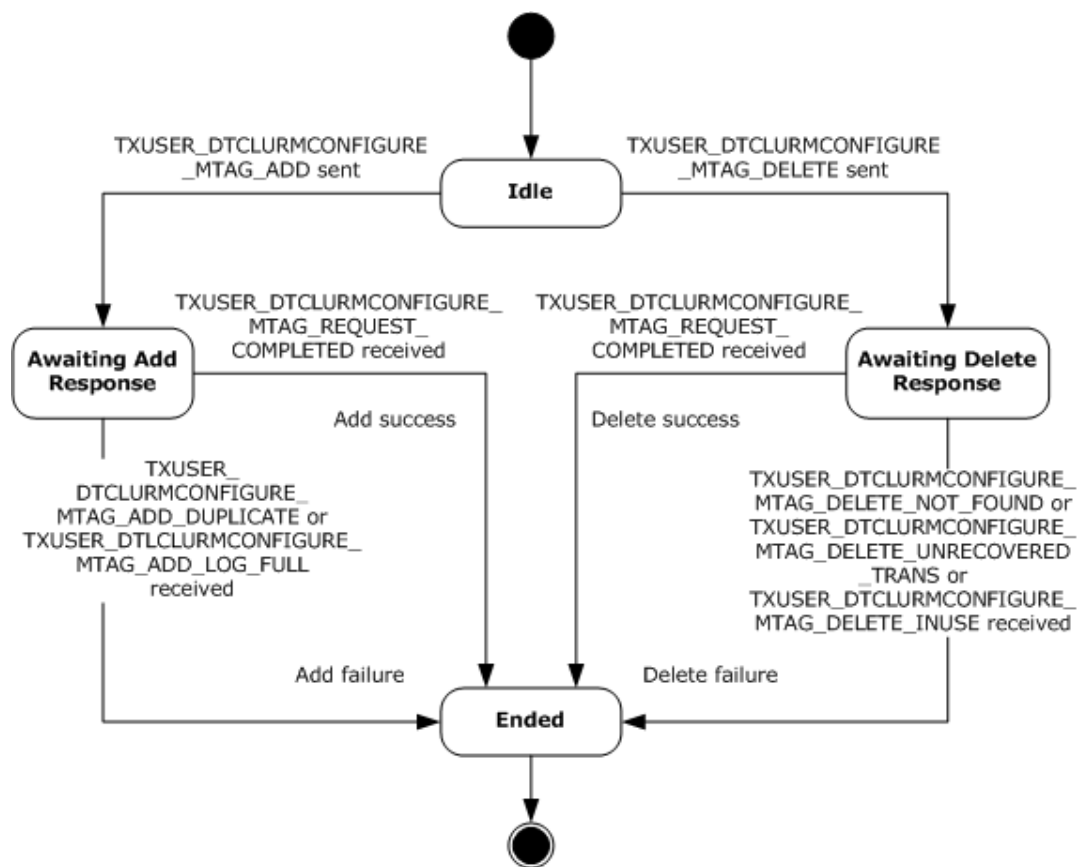 TXUSER_DTCLURMCONFIGURE
_MTAG_ADD sent
TXUSER_DTCLURMCONFIGURE
_MTAG_DELETE sent
Idle
TXUSER_DTCLURMCONFIGURE_
MTAG_REQUEST_
COMPLETED received
TXUSER_DTCLURMCONFIGURE_
MTAG_REQUEST_
COMPLETED received
Awaiting Add
Response
Awaiting Delete
Response
Add success
Delete success
TXUSER_
DTCLURMCONFIGURE_
MTAG_ADD_DUPLICATE or
TXUSER_DTLCLURMCONFIGURE_
MTAG_ADD_LOG_FULL
received
TXUSER_DTCLURMCONFIGURE_
MTAG_DELETE_NOT_FOUND or
TXUSER_DTCLURMCONFIGURE_
MTAG_DELETE_UNRECOVERED
_TRANS or
TXUSER_DTCLURMCONFIGURE_
MTAG_DELETE_INUSE received
Add failure
Delete failure
Ended